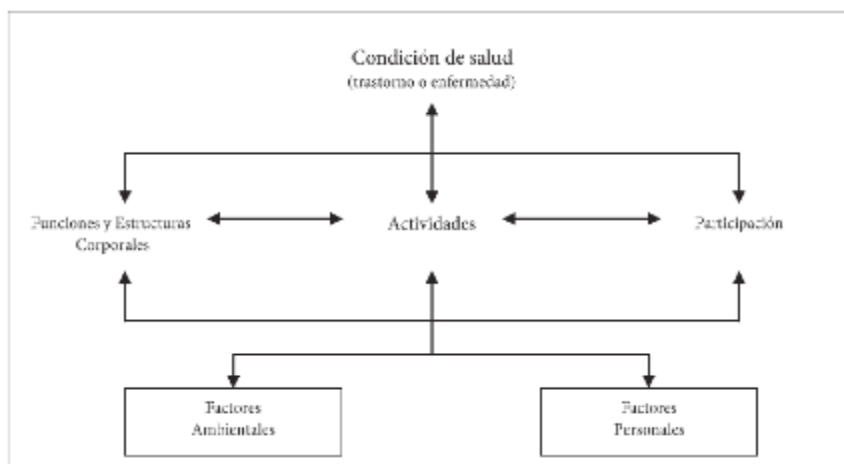 Condición de salud
(trastorno o enfermedad)
Funciones y Estructuras
Corporales
Actividades
Participación
Factores
Ambientales
Factores
Personales